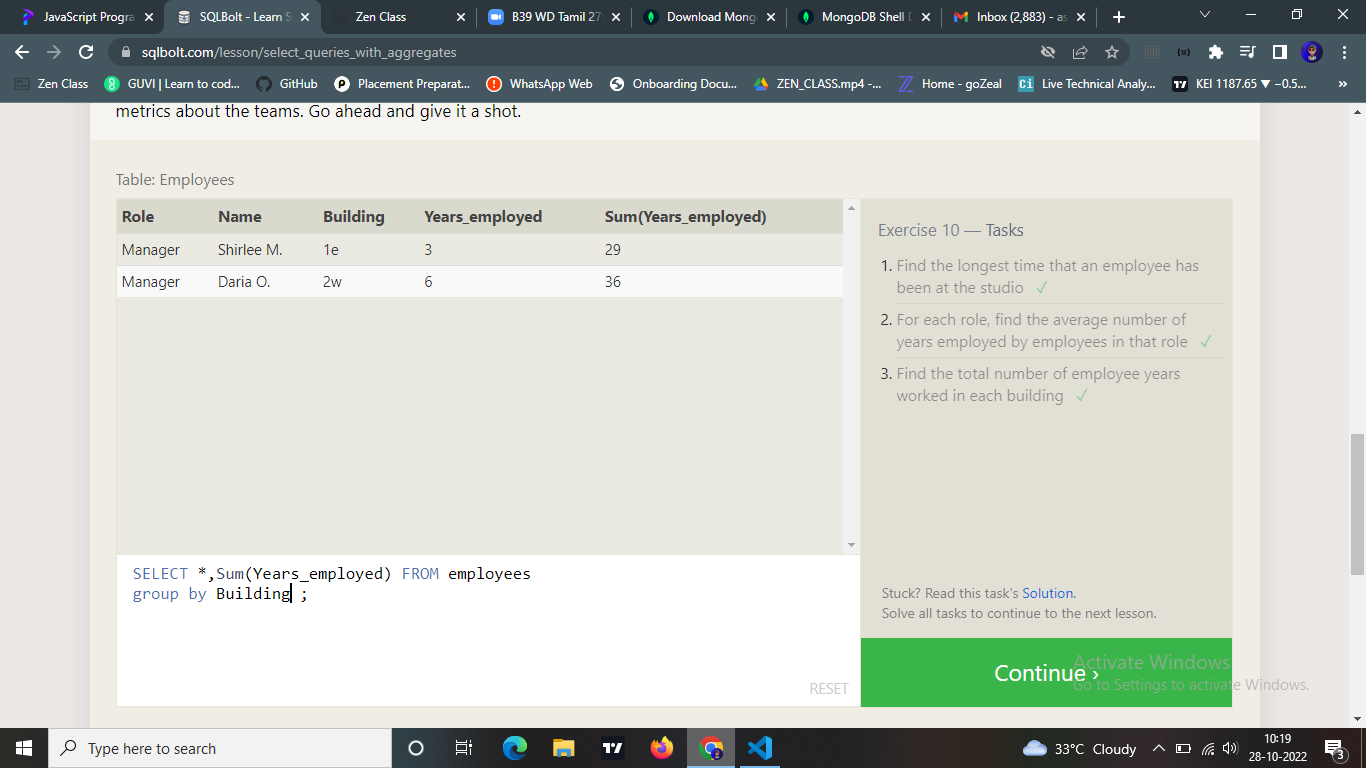 JavaScript Progra
SQLBolt - Learn S
Zen Class
B39 WD Tamil 27
Download Mong
MongoDB Shell D
Inbox (2,883) - as
sqlbolt.com/lesson/select_queries_with_aggregates
Zen Class
GUVI | Learn to cod...
GitHub
Placement Preparat...
WhatsApp Web
Onboarding Docu...
ZEN_CLASS.mp4 -...
Home - goZeal
Ci Live Technical Analy...
KEI 1187.65 ▼ −0.5...
»
metrics about the teams. Go ahead and give it a shot.
Table: Employees
Role Name Building Years_employed Sum(Years_employed)
Manager Shirlee M. 1e 3 29
Manager Daria O. 2w 6 36
SELECT *,Sum(Years_employed) FROM employees
group by Building ;
RESET
Exercise 10 — Tasks
1. Find the longest time that an employee has
been at the studio ✓
2. For each role, find the average number of
years employed by employees in that role ✓
3. Find the total number of employee years
worked in each building ✓
Stuck? Read this task's Solution.
Solve all tasks to continue to the next lesson.
Continue ›
Activate Windows
Go to Settings to activate Windows.
Type here to search
33°C Cloudy
10:19
28-10-2022
3